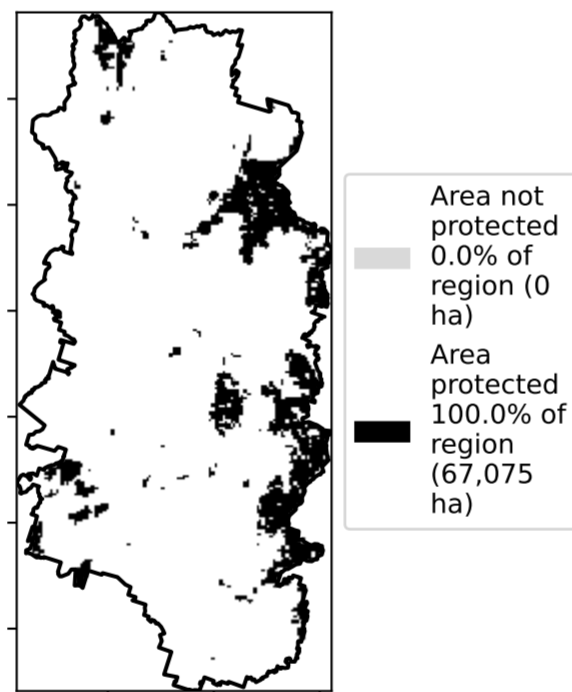 Area not
protected
0.0% of
region (0
ha)
Area
protected
100.0% of
region
(67,075
ha)